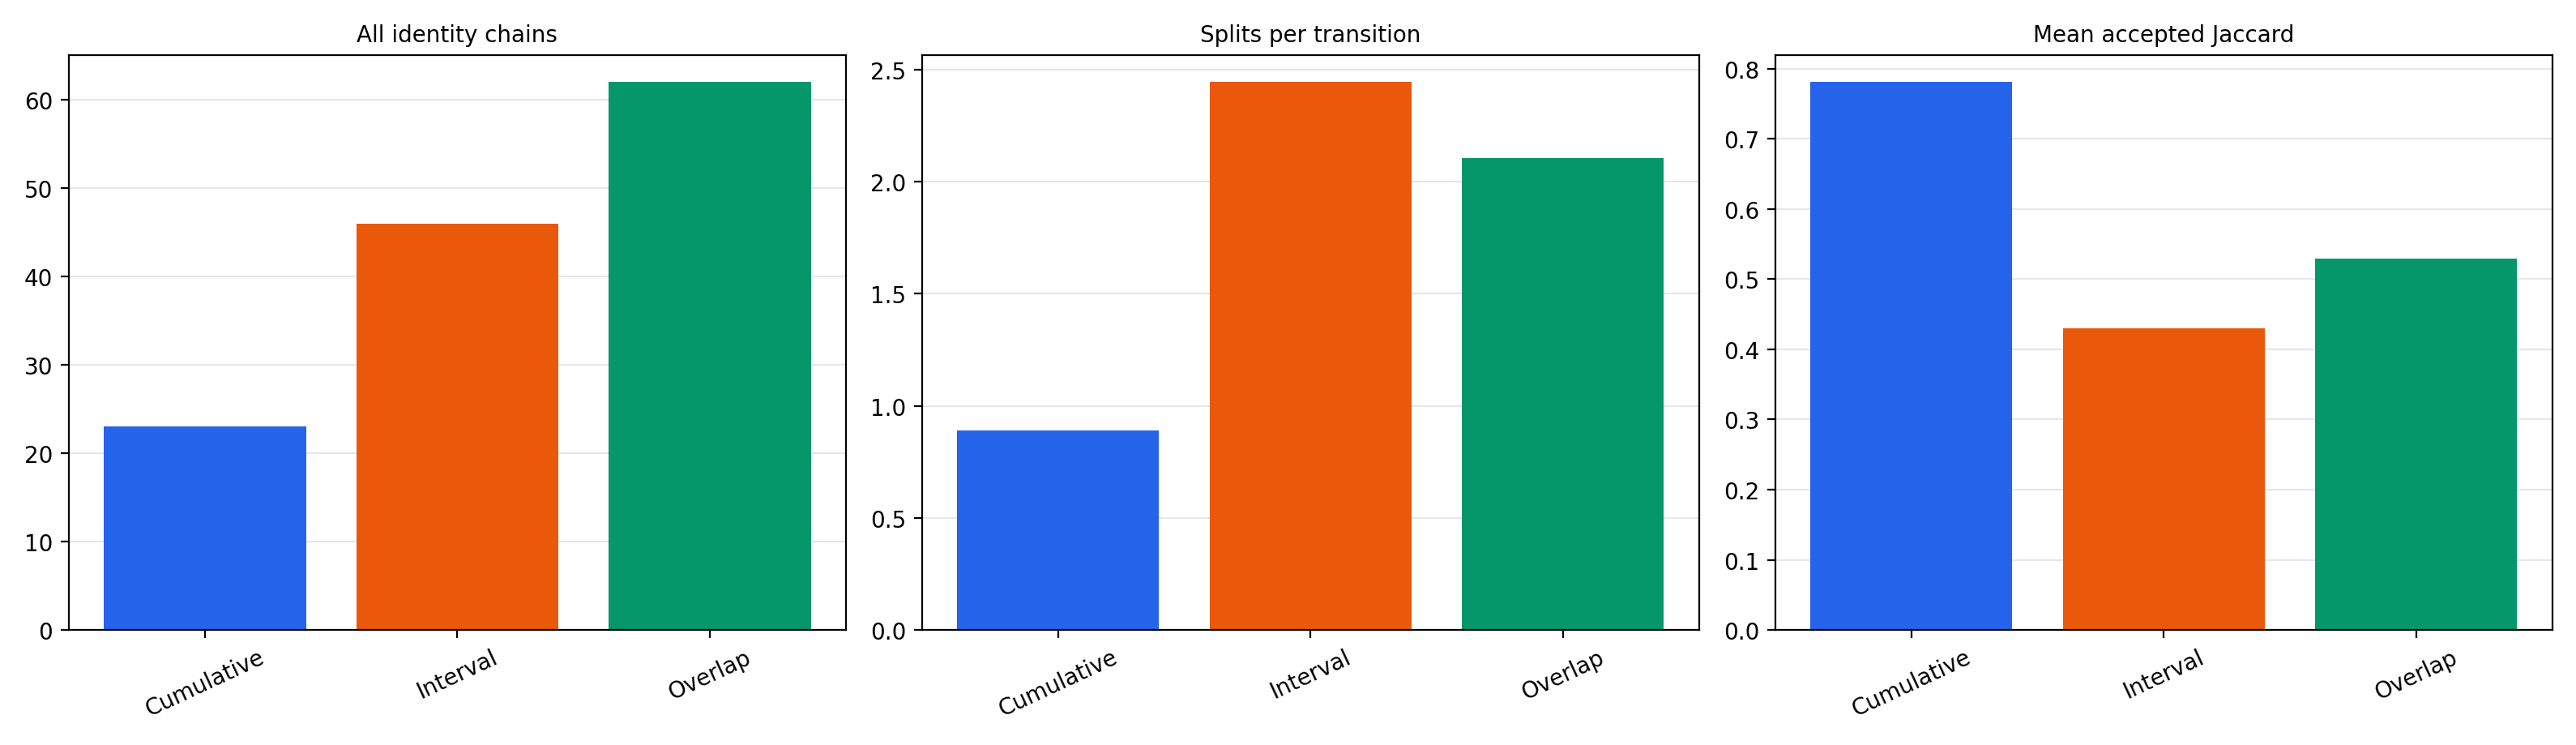 All identity chains
60
50
40
30
20
10
0
Cumulative
Interval
Overlap
Splits per transition
2.5
2.0
1.5
1.0
0.5
0.0
Cumulative
Interval
Overlap
Mean accepted Jaccard
0.8
0.7
0.6
0.5
0.4
0.3
0.2
0.1
0.0
Cumulative
Interval
Overlap